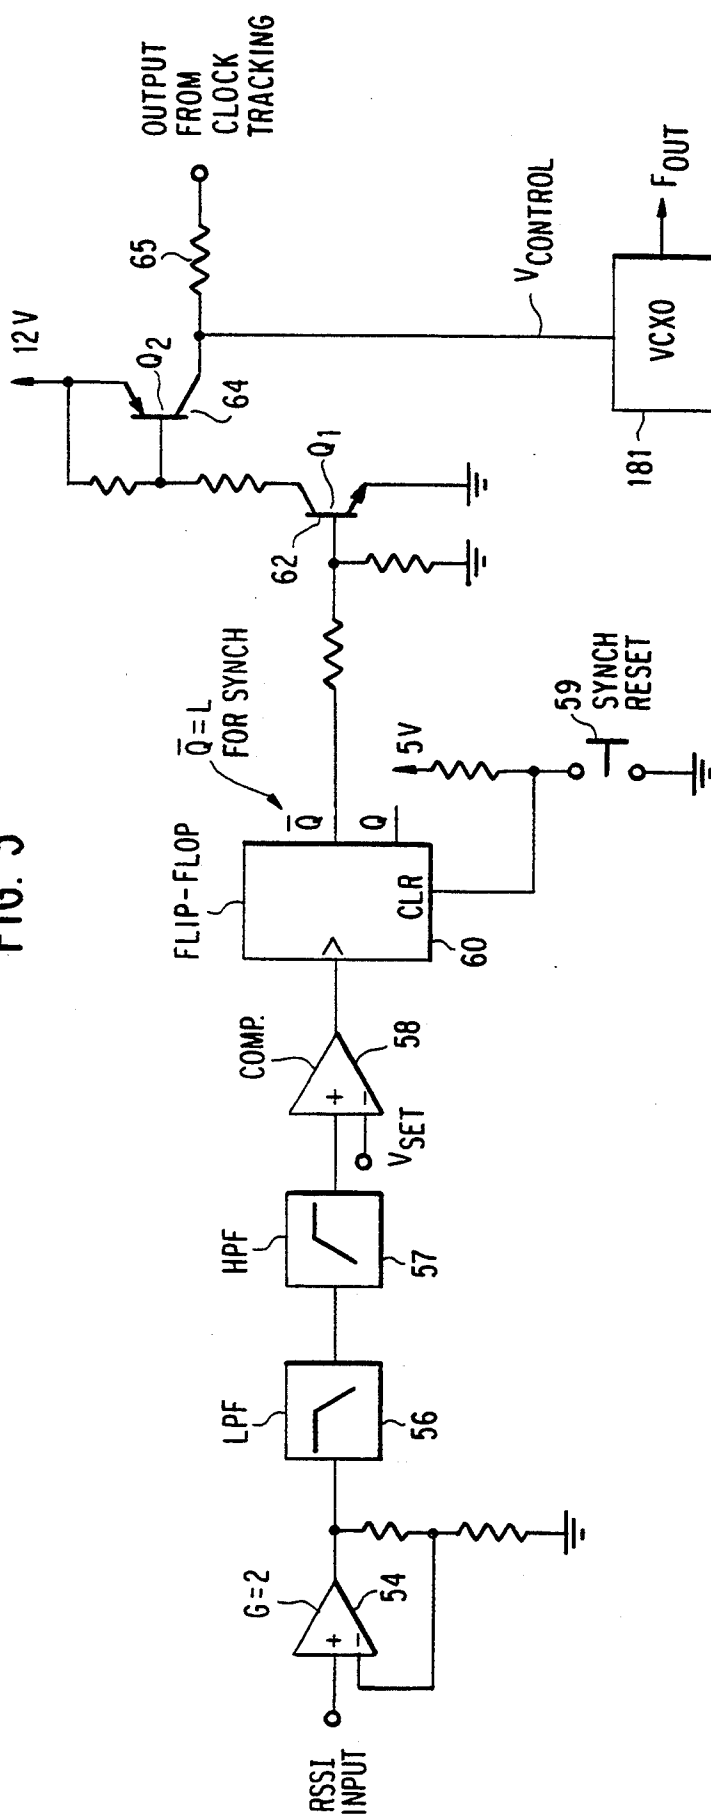 FIG. 5
RSSI
INPUT
+
−
G=2
54
LPF
56
HPF
57
COMP.
+
−
58
VSET
FLIP-FLOP
Q̅
Q
CLR
60
Q̅=L
FOR SYNCH
5V
59
SYNCH
RESET
62
Q1
12V
Q2
64
65
OUTPUT
FROM
CLOCK
TRACKING
VCONTROL
VCXO
181
FOUT